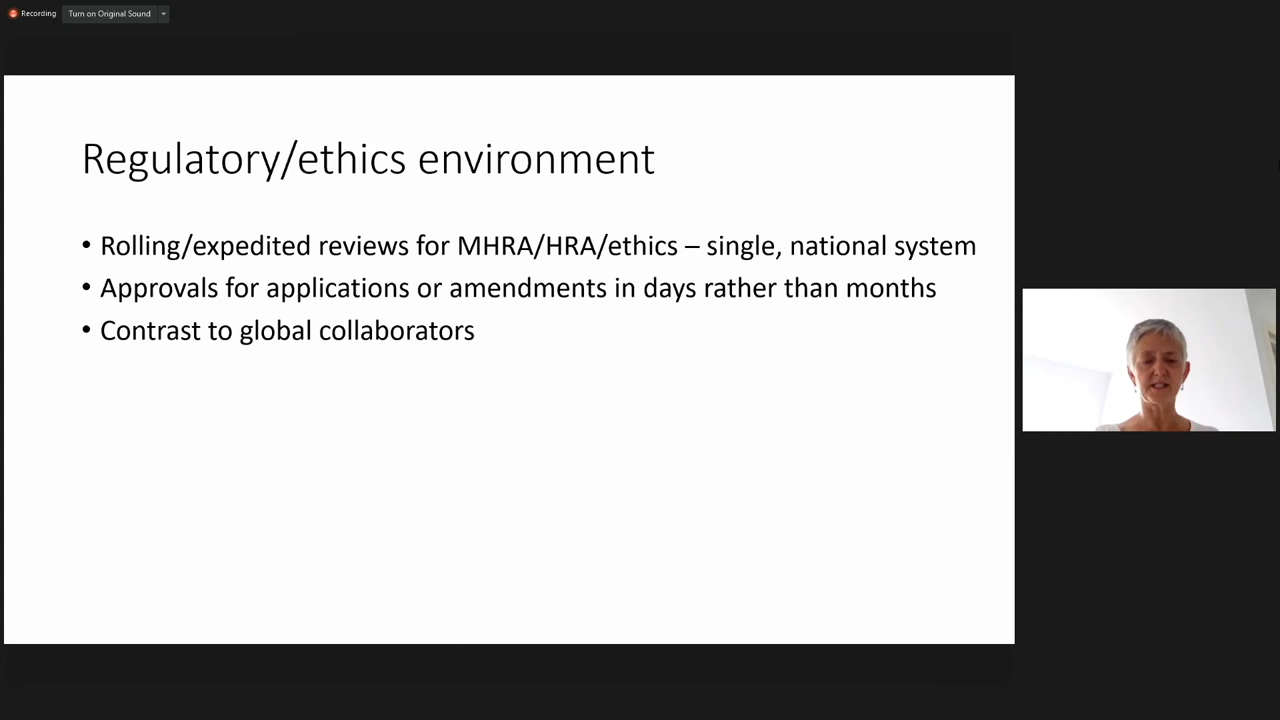 Recording
Turn on Original Sound
Regulatory/ethics environment
• Rolling/expedited reviews for MHRA/HRA/ethics – single, national system
• Approvals for applications or amendments in days rather than months
• Contrast to global collaborators